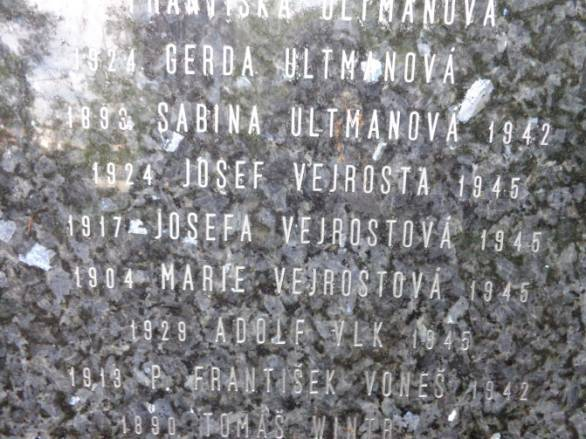 FRANTIŠKA ULTMANOVÁ
1924 GERDA ULTMANOVÁ
1893 SABINA ULTMANOVÁ 1942
1924 JOSEF VEJROSTA 1945
1917 JOSEFA VEJROSTOVÁ 1945
1904 MARIE VEJROSTOVÁ 1945
1929 ADOLF VLK 1945
1913 P. FRANTIŠEK VONEŠ 1942
1890 TOMÁŠ WINTR